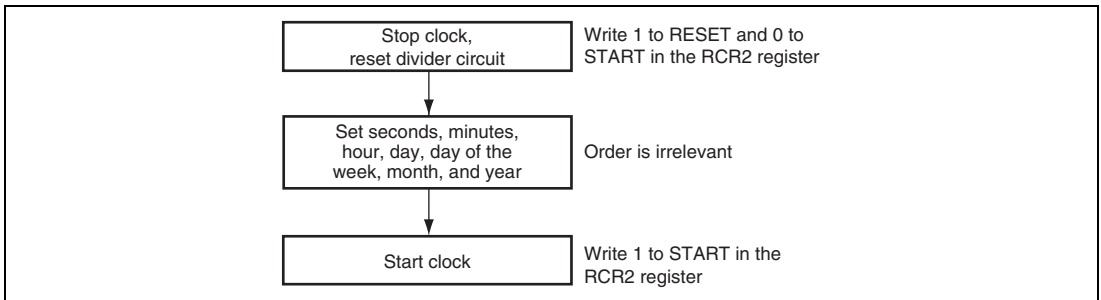 Stop clock,
reset divider circuit
Write 1 to RESET and 0 to
START in the RCR2 register
Set seconds, minutes,
hour, day, day of the
week, month, and year
Order is irrelevant
Start clock
Write 1 to START in the
RCR2 register